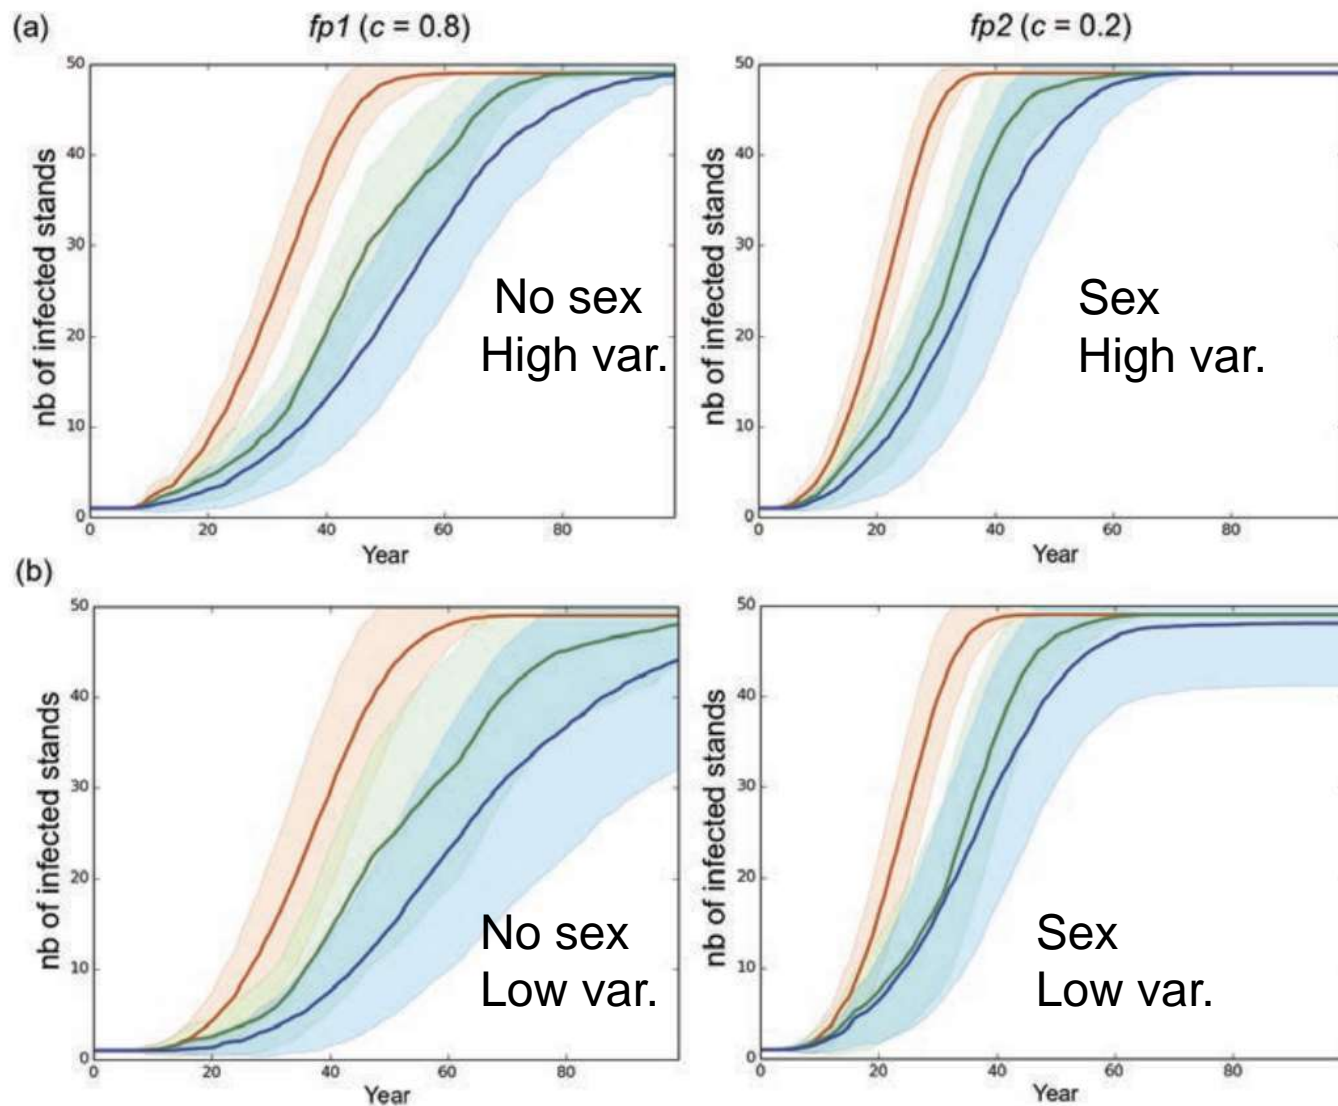 (a)
fp1 (c = 0.8)
fp2 (c = 0.2)
50
40
30
20
10
0
nb of infected stands
No sex
High var.
0 20 40 60 80
Year
50
40
30
20
10
0
nb of infected stands
Sex
High var.
0 20 40 60 80
Year
(b)
50
40
30
20
10
0
nb of infected stands
No sex
Low var.
0 20 40 60 80
Year
50
40
30
20
10
0
nb of infected stands
Sex
Low var.
0 20 40 60 80
Year